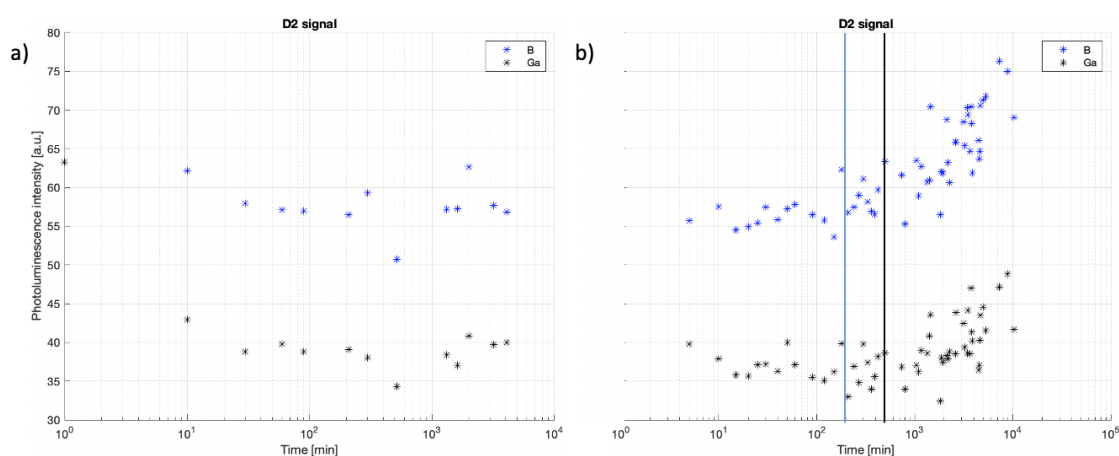 a)
D2 signal
B
Ga
80
75
70
65
60
55
50
45
40
35
30
Photoluminescence intensity [a.u.]
10^0
10^1
10^2
10^3
10^4
Time [min]
b)
D2 signal
B
Ga
10^0
10^1
10^2
10^3
10^4
10^5
Time [min]